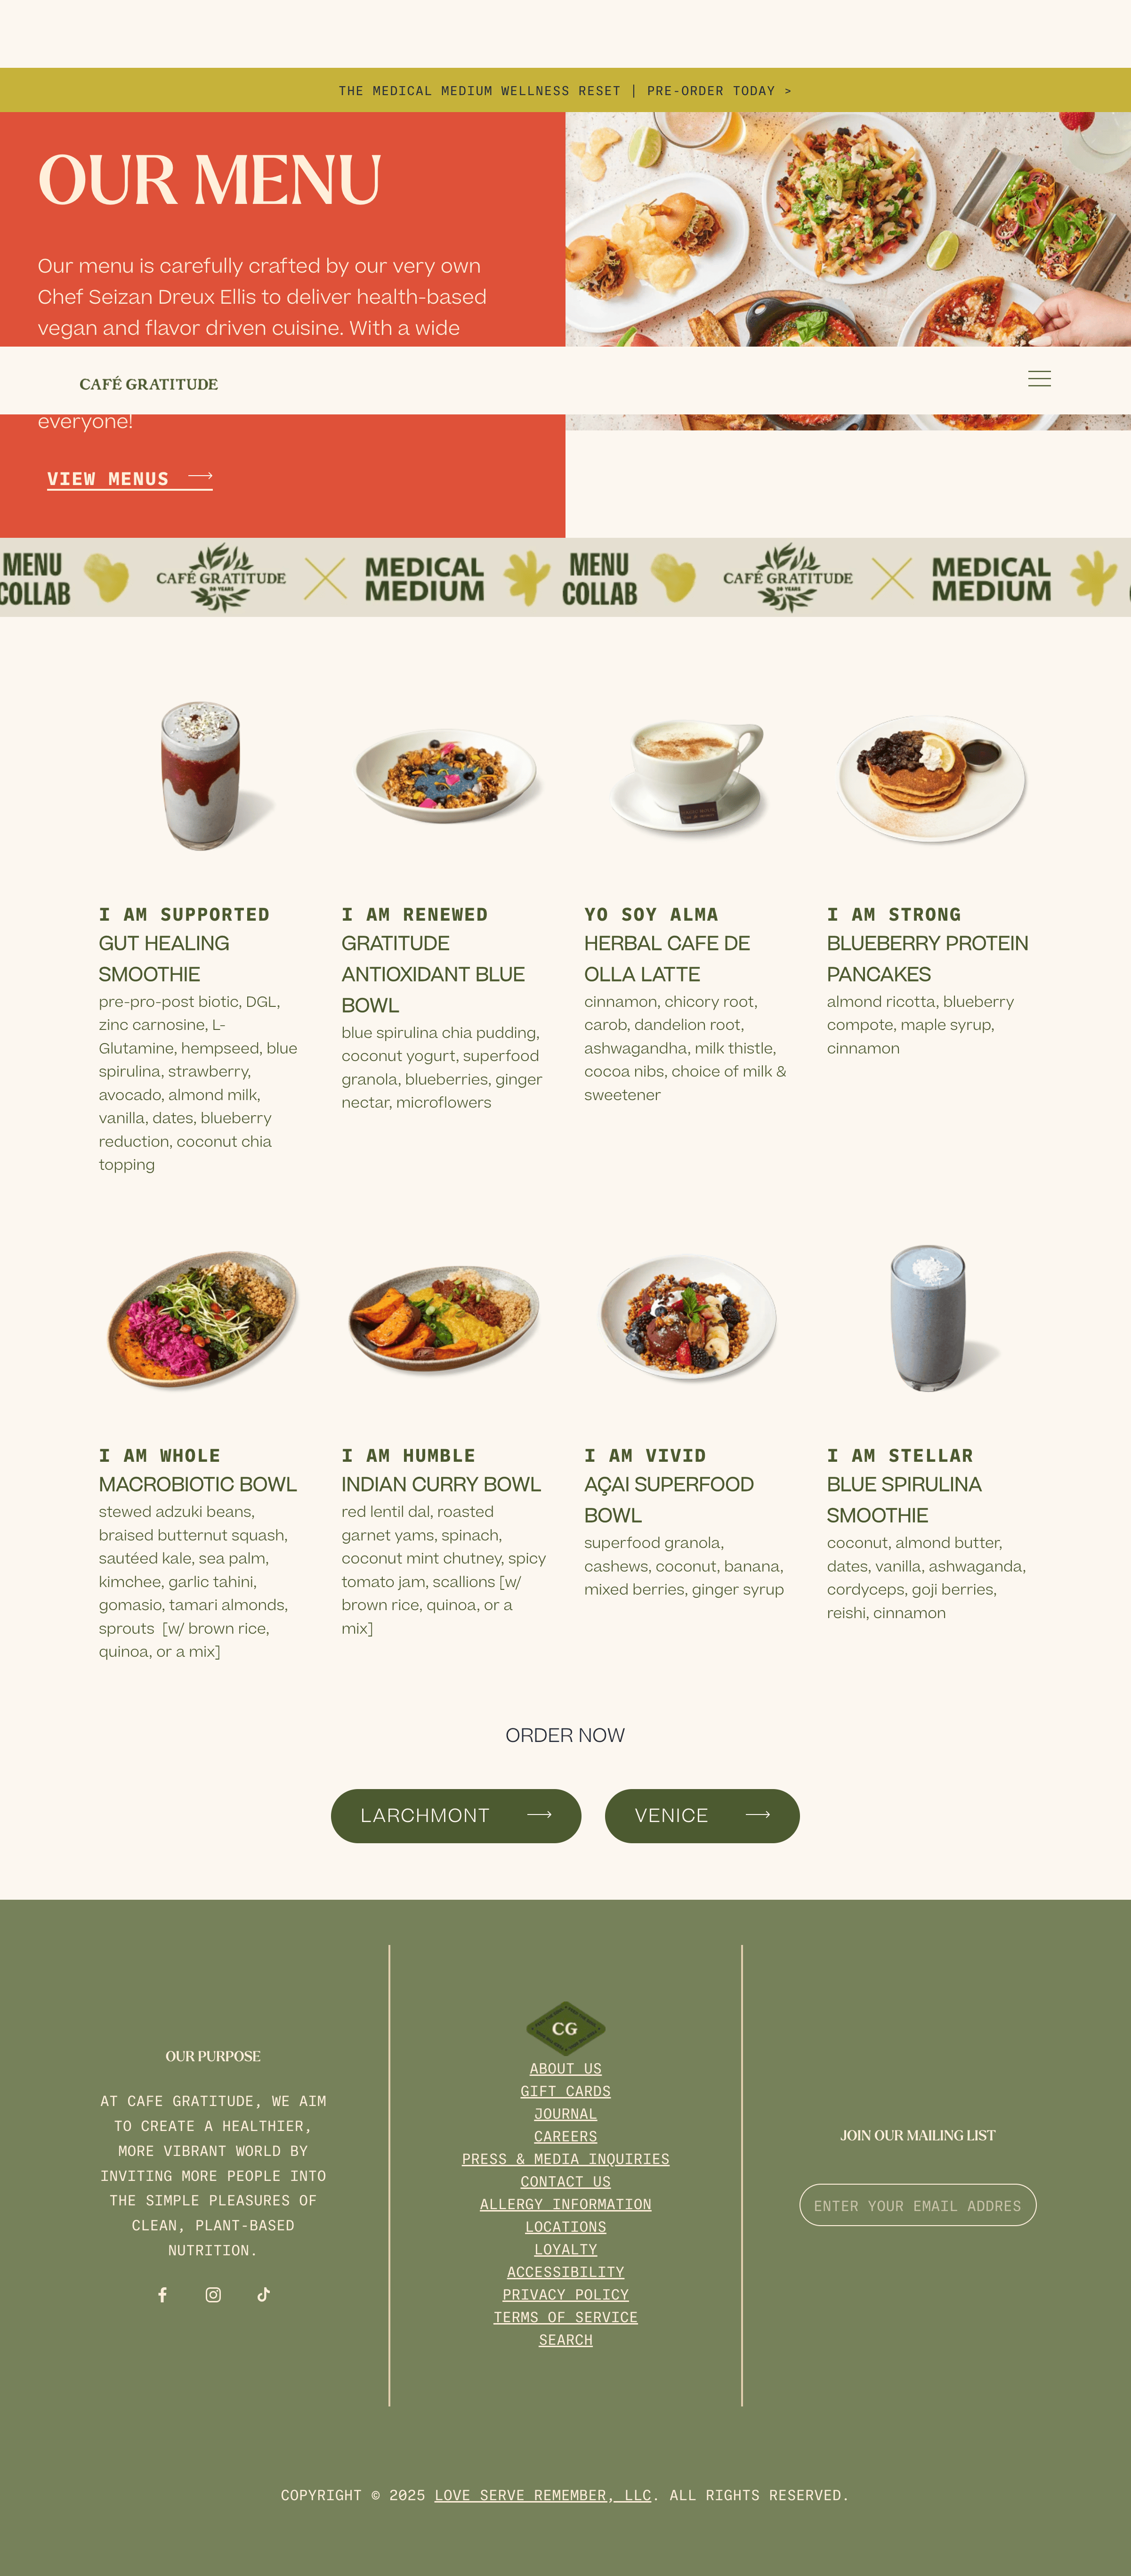 THE MEDICAL MEDIUM WELLNESS RESET | PRE-ORDER TODAY >
OUR MENU
Our menu is carefully crafted by our very own
Chef Seizan Dreux Ellis to deliver health-based
vegan and flavor driven cuisine. With a wide
CAFÉ GRATITUDE
everyone!
VIEW MENUS
MENU COLLAB CAFÉ GRATITUDE 20 YEARS MEDICAL MEDIUM MENU COLLAB CAFÉ GRATITUDE 20 YEARS MEDICAL MEDIUM
I AM SUPPORTED
GUT HEALING
SMOOTHIE
pre-pro-post biotic, DGL,
zinc carnosine, L-
Glutamine, hempseed, blue
spirulina, strawberry,
avocado, almond milk,
vanilla, dates, blueberry
reduction, coconut chia
topping
I AM RENEWED
GRATITUDE
ANTIOXIDANT BLUE
BOWL
blue spirulina chia pudding,
coconut yogurt, superfood
granola, blueberries, ginger
nectar, microflowers
YO SOY ALMA
HERBAL CAFE DE
OLLA LATTE
cinnamon, chicory root,
carob, dandelion root,
ashwagandha, milk thistle,
cocoa nibs, choice of milk &
sweetener
I AM STRONG
BLUEBERRY PROTEIN
PANCAKES
almond ricotta, blueberry
compote, maple syrup,
cinnamon
I AM WHOLE
MACROBIOTIC BOWL
stewed adzuki beans,
braised butternut squash,
sautéed kale, sea palm,
kimchee, garlic tahini,
gomasio, tamari almonds,
sprouts [w/ brown rice,
quinoa, or a mix]
I AM HUMBLE
INDIAN CURRY BOWL
red lentil dal, roasted
garnet yams, spinach,
coconut mint chutney, spicy
tomato jam, scallions [w/
brown rice, quinoa, or a
mix]
I AM VIVID
AÇAI SUPERFOOD
BOWL
superfood granola,
cashews, coconut, banana,
mixed berries, ginger syrup
I AM STELLAR
BLUE SPIRULINA
SMOOTHIE
coconut, almond butter,
dates, vanilla, ashwaganda,
cordyceps, goji berries,
reishi, cinnamon
ORDER NOW
LARCHMONT
VENICE
OUR PURPOSE
AT CAFE GRATITUDE, WE AIM
TO CREATE A HEALTHIER,
MORE VIBRANT WORLD BY
INVITING MORE PEOPLE INTO
THE SIMPLE PLEASURES OF
CLEAN, PLANT-BASED
NUTRITION.
CG
ABOUT US
GIFT CARDS
JOURNAL
CAREERS
PRESS & MEDIA INQUIRIES
CONTACT US
ALLERGY INFORMATION
LOCATIONS
LOYALTY
ACCESSIBILITY
PRIVACY POLICY
TERMS OF SERVICE
SEARCH
JOIN OUR MAILING LIST
ENTER YOUR EMAIL ADDRES
COPYRIGHT © 2025 LOVE SERVE REMEMBER, LLC. ALL RIGHTS RESERVED.